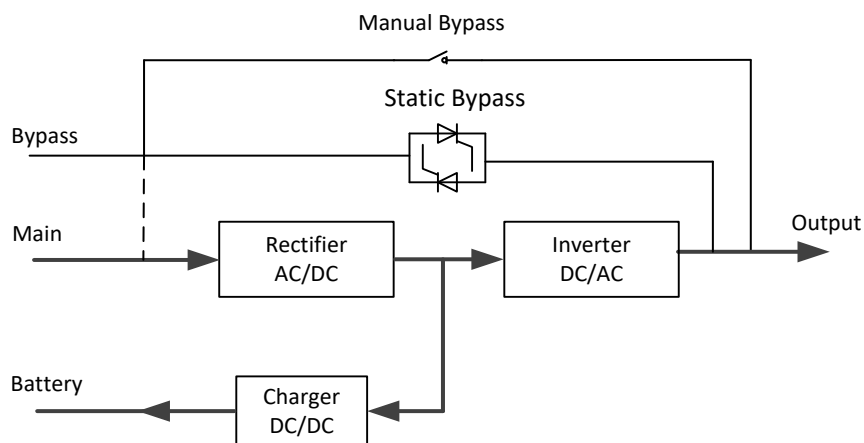 Manual Bypass
Static Bypass
Bypass
Main
Rectifier
AC/DC
Inverter
DC/AC
Output
Battery
Charger
DC/DC